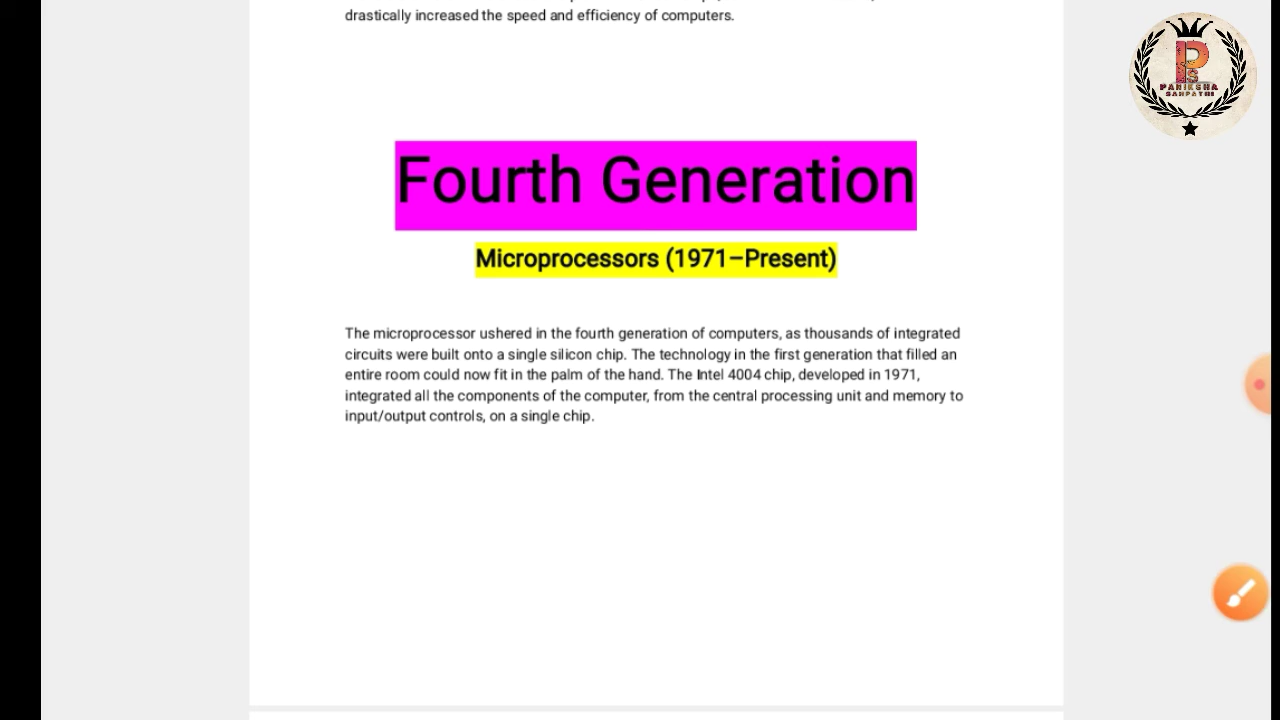 drastically increased the speed and efficiency of computers.
Fourth Generation
Microprocessors (1971–Present)
The microprocessor ushered in the fourth generation of computers, as thousands of integrated
circuits were built onto a single silicon chip. The technology in the first generation that filled an
entire room could now fit in the palm of the hand. The Intel 4004 chip, developed in 1971,
integrated all the components of the computer, from the central processing unit and memory to
input/output controls, on a single chip.
PS